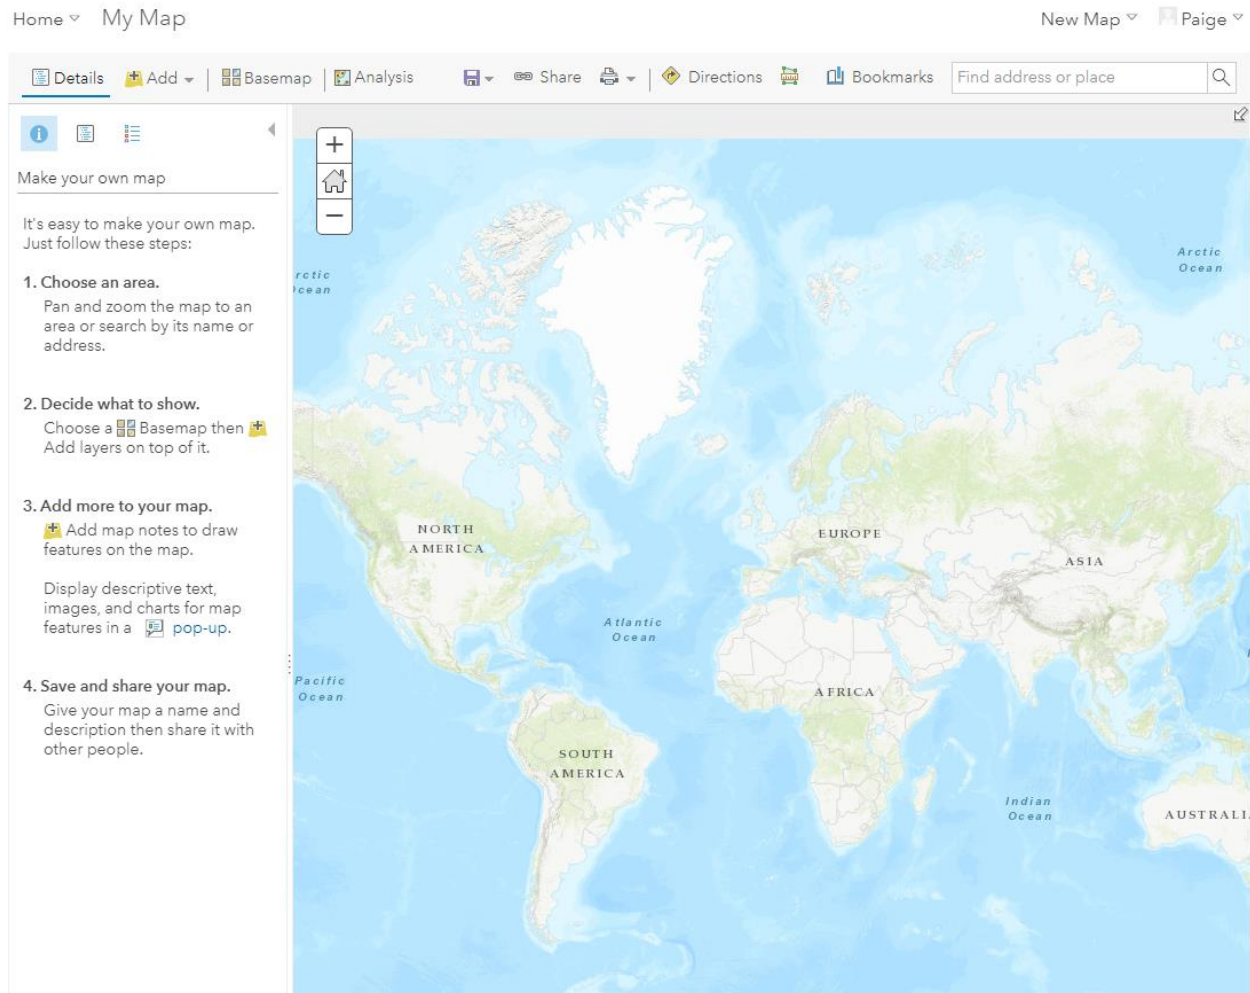 Home My Map New Map Paige
Details Add Basemap Analysis Share Directions Bookmarks Find address or place
Make your own map
It's easy to make your own map.
Just follow these steps:
1. Choose an area.
Pan and zoom the map to an
area or search by its name or
address.
2. Decide what to show.
Choose a Basemap then
Add layers on top of it.
3. Add more to your map.
Add map notes to draw
features on the map.
Display descriptive text,
images, and charts for map
features in a pop-up.
4. Save and share your map.
Give your map a name and
description then share it with
other people.
rctic
cean
Arctic
Ocean
NORTH
AMERICA
EUROPE
ASIA
Atlantic
Ocean
Pacific
Ocean
AFRICA
SOUTH
AMERICA
Indian
Ocean
AUSTRALI